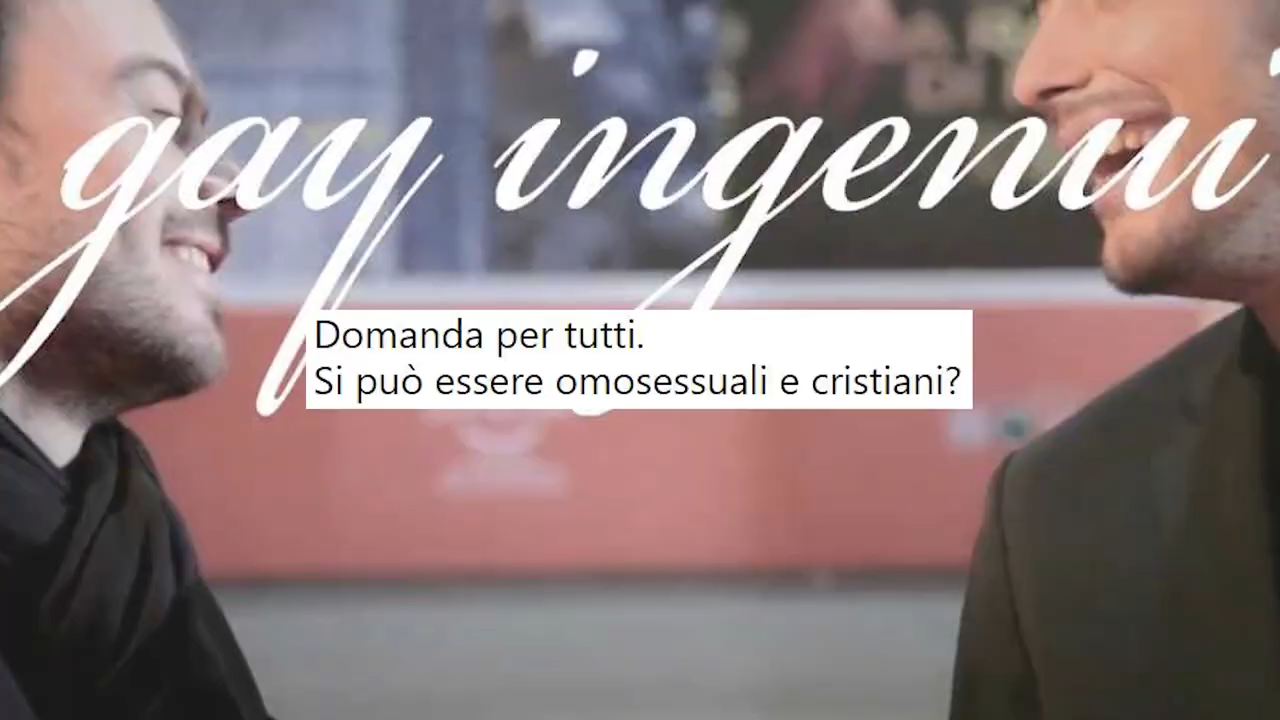 gay ingenui
Domanda per tutti.
Si può essere omosessuali e cristiani?